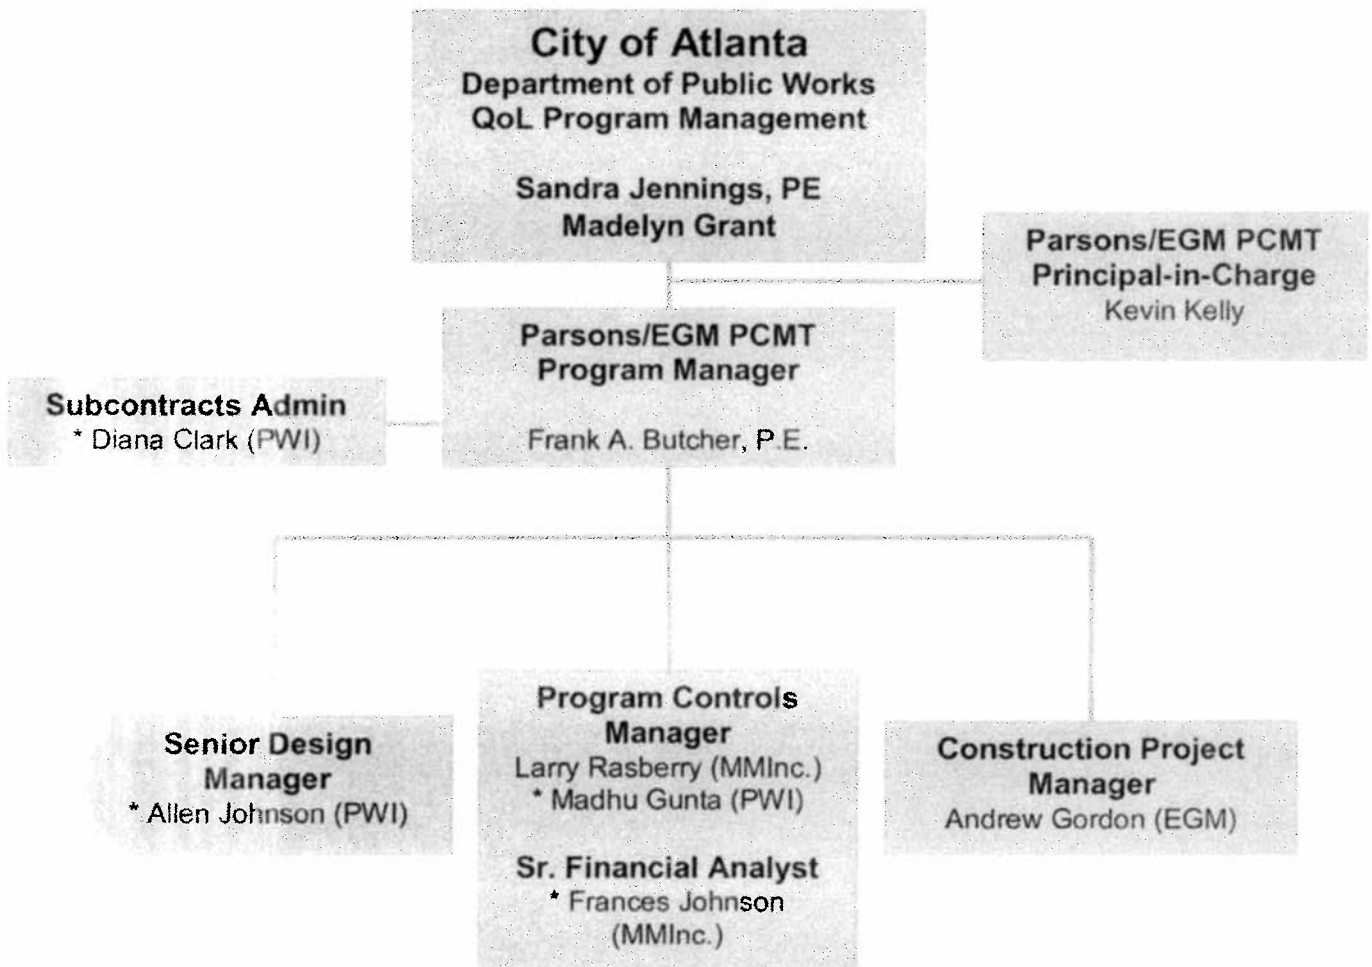 City of Atlanta
Department of Public Works
QoL Program Management
Sandra Jennings, PE
Madelyn Grant
Parsons/EGM PCMT
Principal-in-Charge
Kevin Kelly
Parsons/EGM PCMT
Program Manager
Frank A. Butcher, P.E.
Subcontracts Admin
* Diana Clark (PWI)
Senior Design
Manager
* Allen Johnson (PWI)
Program Controls
Manager
Larry Rasberry (MMInc.)
* Madhu Gunta (PWI)
Sr. Financial Analyst
* Frances Johnson
(MMInc.)
Construction Project
Manager
Andrew Gordon (EGM)